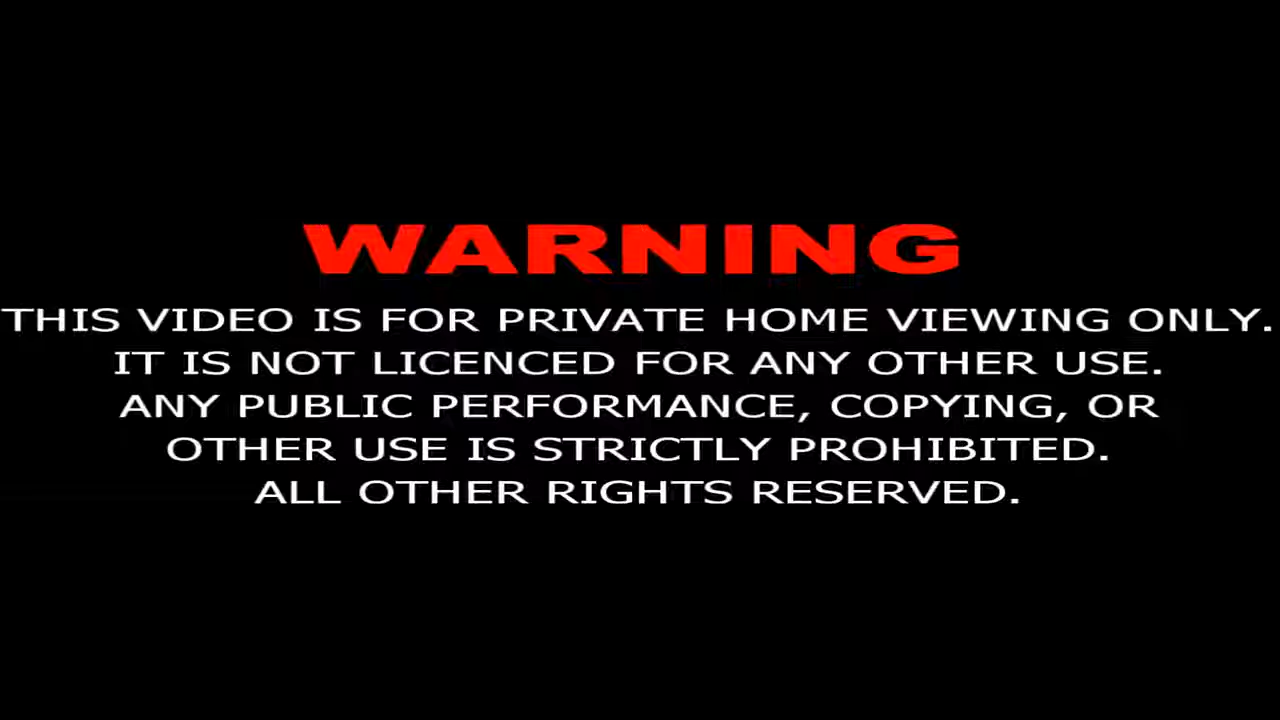 WARNING
THIS VIDEO IS FOR PRIVATE HOME VIEWING ONLY.
IT IS NOT LICENCED FOR ANY OTHER USE.
ANY PUBLIC PERFORMANCE, COPYING, OR
OTHER USE IS STRICTLY PROHIBITED.
ALL OTHER RIGHTS RESERVED.